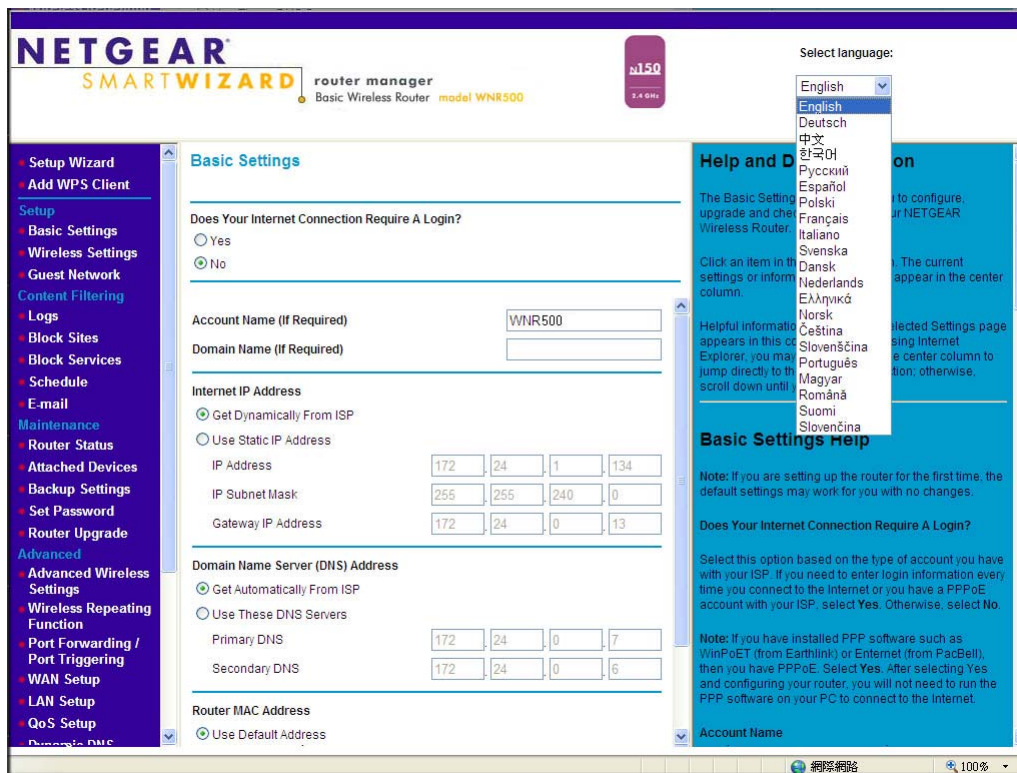 NETGEAR
SMARTWIZARD
router manager
Basic Wireless Router model WNR500
N150
2.4 GHz
Select language:
English
English
Deutsch
中文
한국어
Русский
Español
Polski
Français
Italiano
Svenska
Dansk
Nederlands
Ελληνικά
Norsk
Čeština
Slovenščina
Português
Magyar
Română
Suomi
Slovenčina
Setup Wizard
Add WPS Client
Setup
Basic Settings
Wireless Settings
Guest Network
Content Filtering
Logs
Block Sites
Block Services
Schedule
E-mail
Maintenance
Router Status
Attached Devices
Backup Settings
Set Password
Router Upgrade
Advanced
Advanced Wireless
Settings
Wireless Repeating
Function
Port Forwarding /
Port Triggering
WAN Setup
LAN Setup
QoS Setup
Dynamic DNS
Basic Settings
Does Your Internet Connection Require A Login?
Yes
No
Account Name (If Required) WNR500
Domain Name (If Required)
Internet IP Address
Get Dynamically From ISP
Use Static IP Address
IP Address 172 . 24 . 1 . 134
IP Subnet Mask 255 . 255 . 240 . 0
Gateway IP Address 172 . 24 . 0 . 13
Domain Name Server (DNS) Address
Get Automatically From ISP
Use These DNS Servers
Primary DNS 172 . 24 . 0 . 7
Secondary DNS 172 . 24 . 0 . 6
Router MAC Address
Use Default Address
Help and D on
The Basic Setting to configure,
upgrade and chec ur NETGEAR
Wireless Router.
Click an item in th . The current
settings or inform appear in the center
column.
Helpful informatio elected Settings page
appears in this co sing Internet
Explorer, you may e center column to
jump directly to th tion; otherwise,
scroll down until y
Basic Settings Help
Note: If you are setting up the router for the first time, the
default settings may work for you with no changes.
Does Your Internet Connection Require A Login?
Select this option based on the type of account you have
with your ISP. If you need to enter login information every
time you connect to the Internet or you have a PPPoE
account with your ISP, select Yes. Otherwise, select No.
Note: If you have installed PPP software such as
WinPoET (from Earthlink) or Enternet (from PacBell),
then you have PPPoE. Select Yes. After selecting Yes
and configuring your router, you will not need to run the
PPP software on your PC to connect to the Internet.
Account Name
網際網路
100%